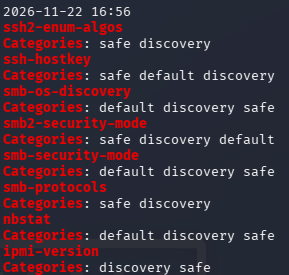 2026-11-22 16:56
ssh2-enum-algos
Categories: safe discovery
ssh-hostkey
Categories: safe default discovery
smb-os-discovery
Categories: default discovery safe
smb2-security-mode
Categories: safe discovery default
smb-security-mode
Categories: default discovery safe
smb-protocols
Categories: safe discovery
nbstat
Categories: default discovery safe
ipmi-version
Categories: discovery safe